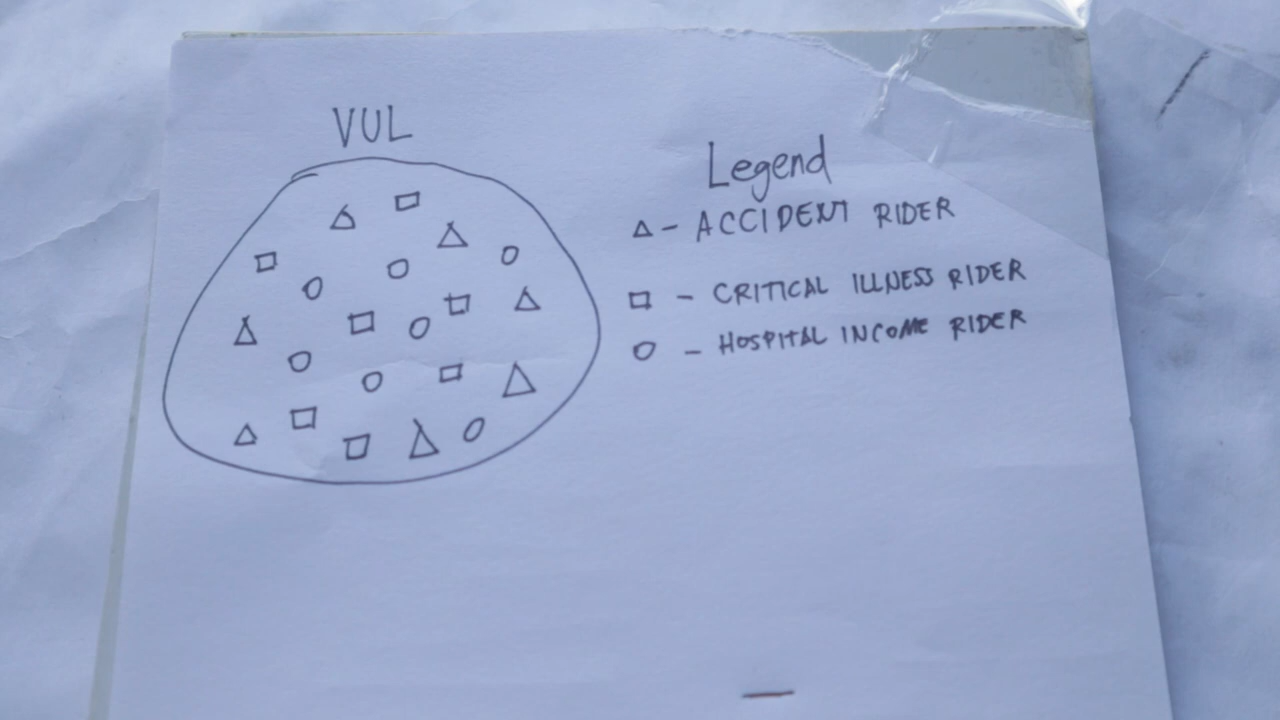 VUL
Legend
△ - ACCIDENT RIDER
□ - CRITICAL ILLNESS RIDER
○ - HOSPITAL INCOME RIDER